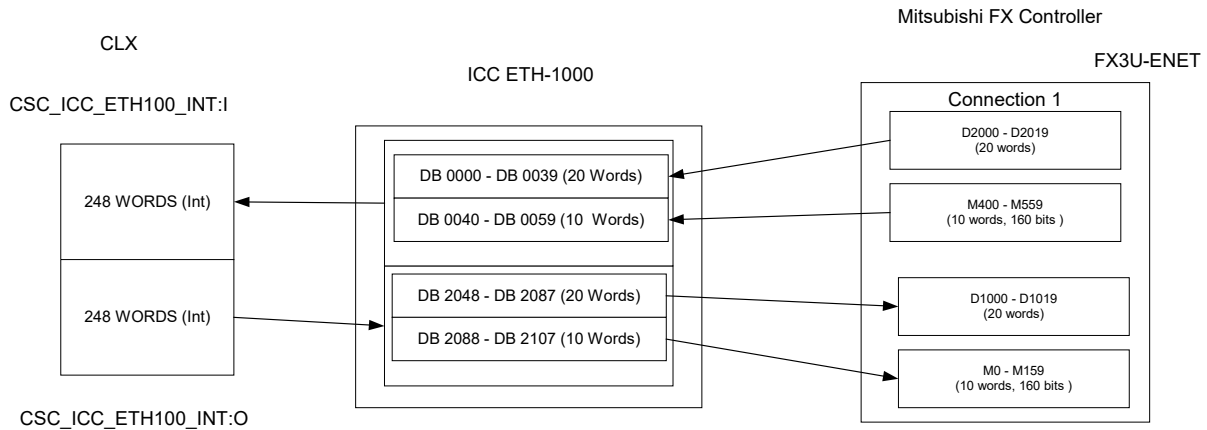 Mitsubishi FX Controller
CLX
FX3U-ENET
ICC ETH-1000
CSC_ICC_ETH100_INT:I
Connection 1
D2000 - D2019
(20 words)
DB 0000 - DB 0039 (20 Words)
248 WORDS (Int)
M400 - M559
(10 words, 160 bits )
DB 0040 - DB 0059 (10  Words)
DB 2048 - DB 2087 (20 Words)
D1000 - D1019
(20 words)
248 WORDS (Int)
DB 2088 - DB 2107 (10 Words)
M0 - M159
(10 words, 160 bits )
CSC_ICC_ETH100_INT:O